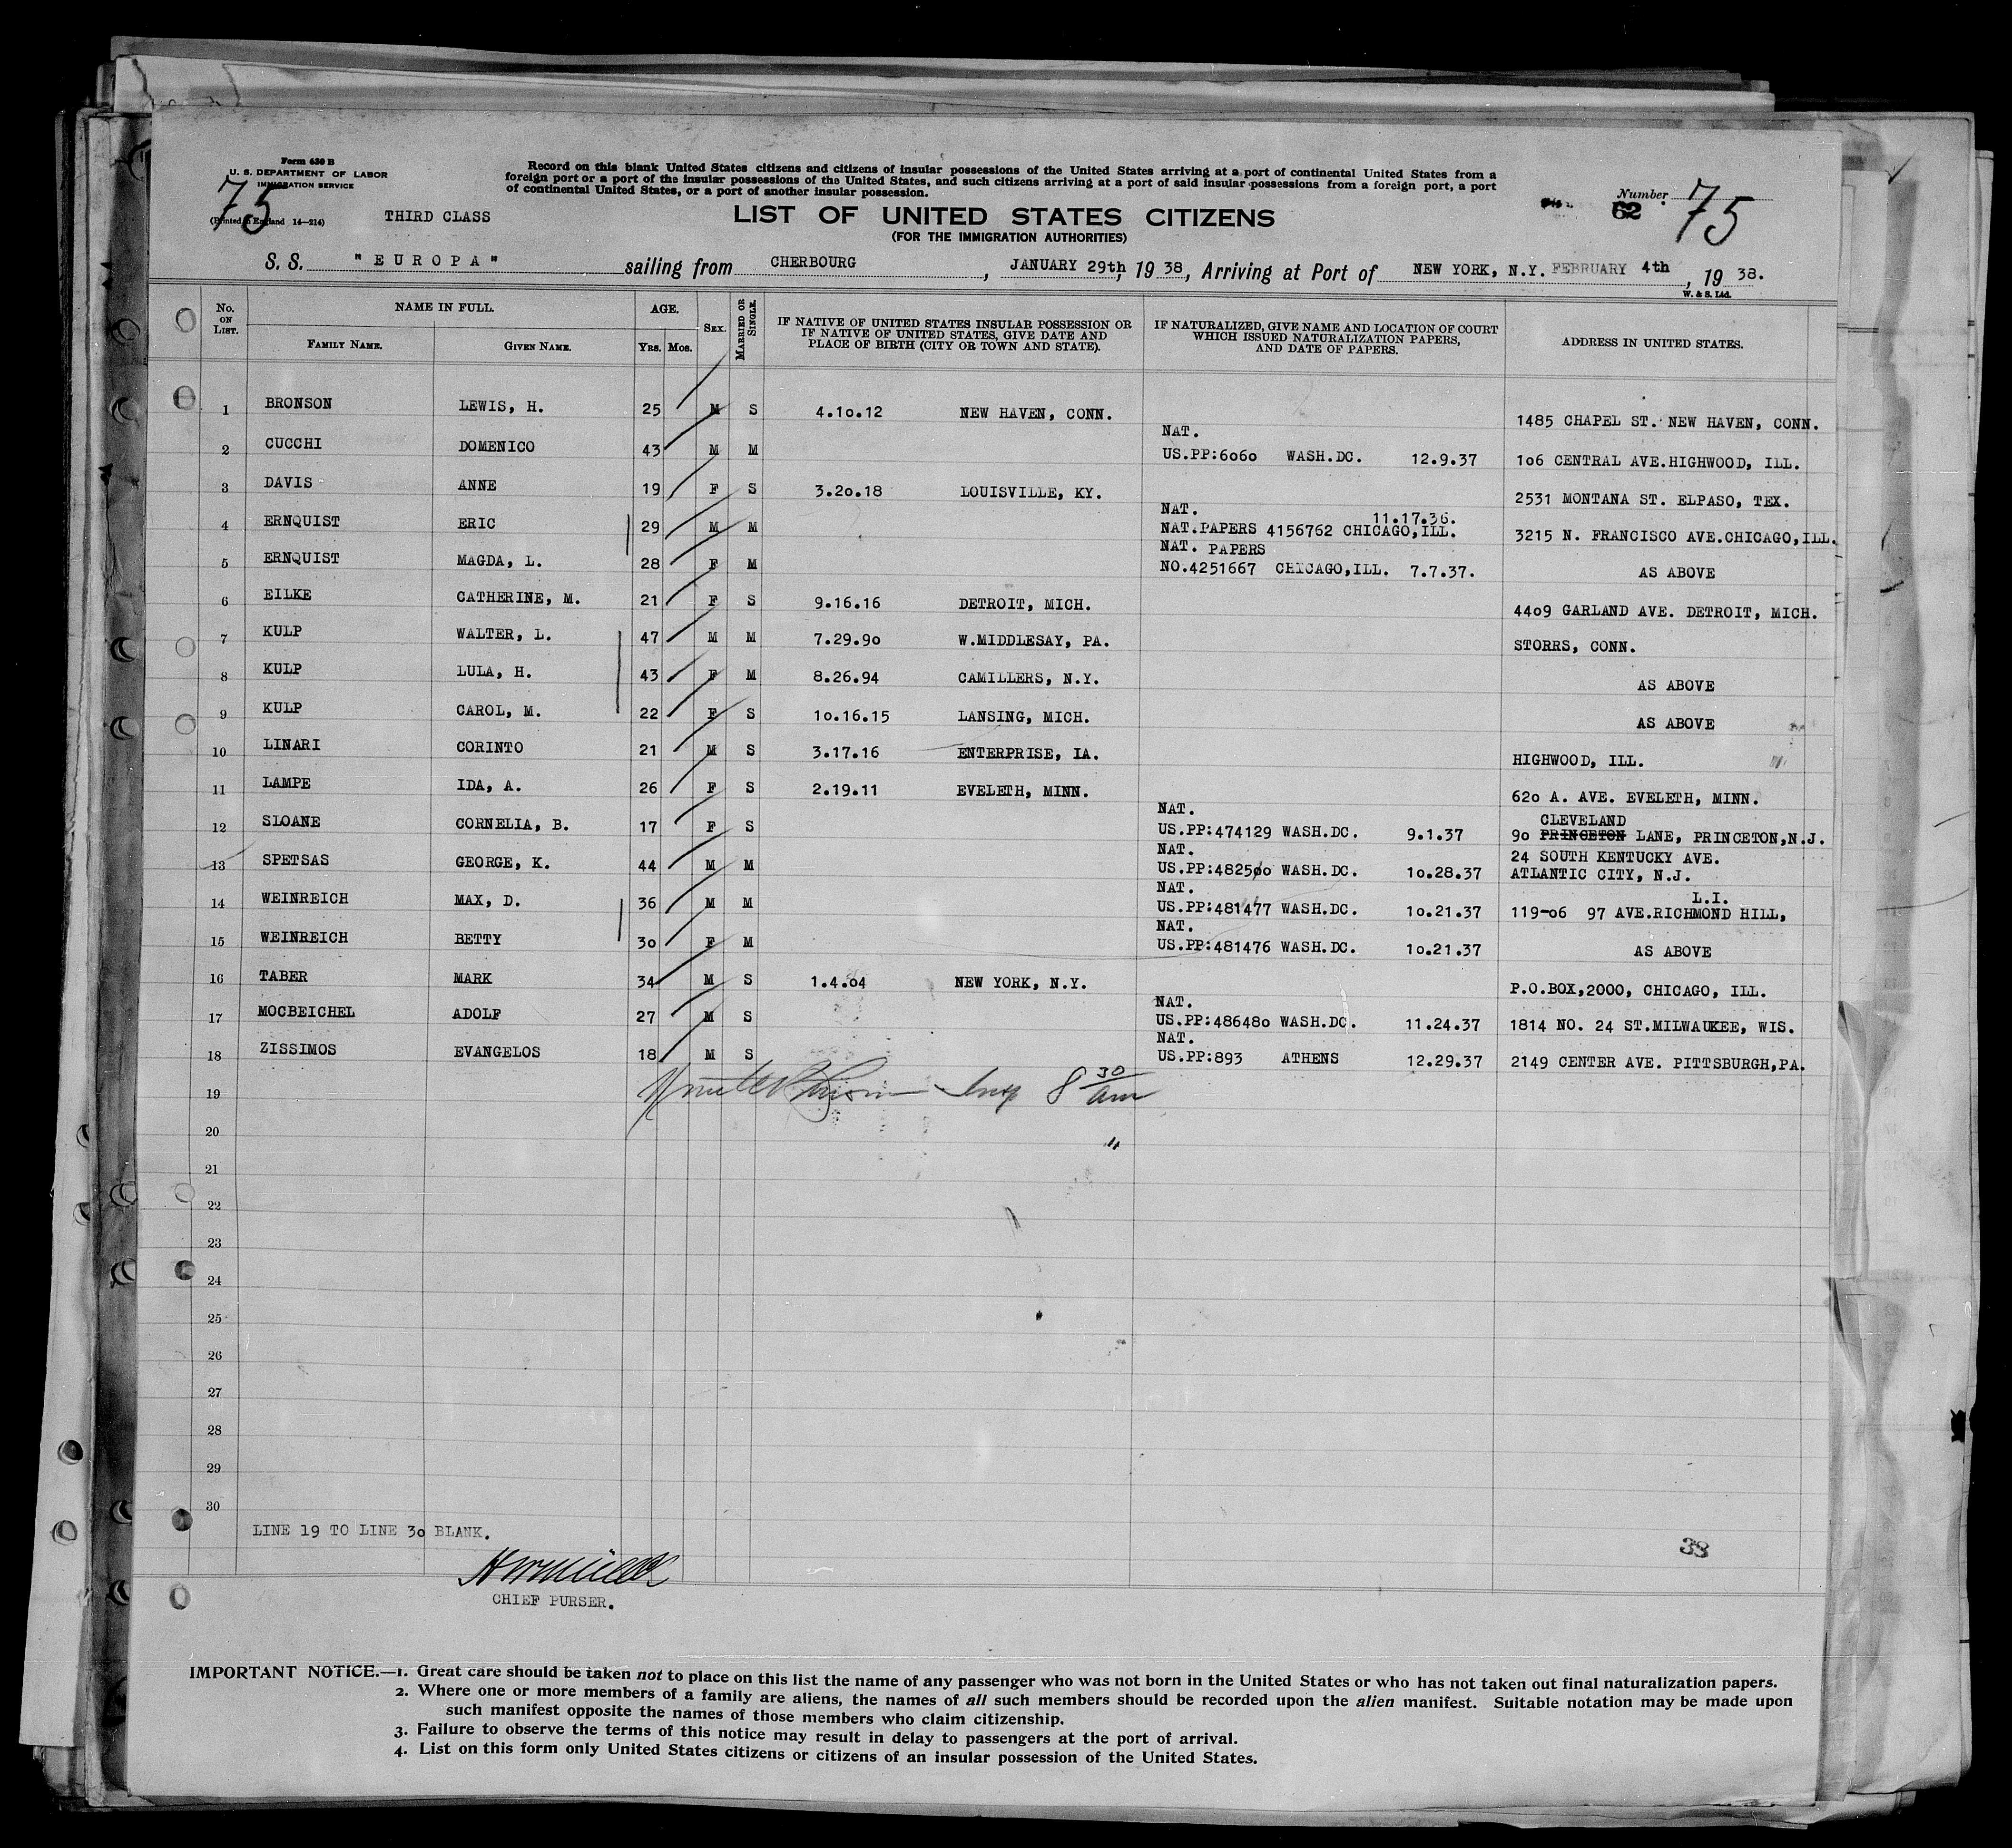 Form 630 B
U. S. DEPARTMENT OF LABOR
IMMIGRATION SERVICE
(Printed in England 14—214)
75
THIRD CLASS
Record on this blank United States citizens and citizens of insular possessions of the United States arriving at a port of continental United States from a
foreign port or a port of the insular possessions of the United States, and such citizens arriving at a port of said insular possessions from a foreign port, a port
of continental United States, or a port of another insular possession.
LIST OF UNITED STATES CITIZENS
(FOR THE IMMIGRATION AUTHORITIES)
Number 75
62
S. S. "EUROPA" sailing from CHERBOURG, JANUARY 29th, 19 38, Arriving at Port of NEW YORK, N.Y. FEBRUARY 4th, 19 38.
W. & S. Ltd.
No. ON LIST. NAME IN FULL. AGE. SEX. MARRIED OR SINGLE. IF NATIVE OF UNITED STATES INSULAR POSSESSION OR IF NATIVE OF UNITED STATES, GIVE DATE AND PLACE OF BIRTH (CITY OR TOWN AND STATE). IF NATURALIZED, GIVE NAME AND LOCATION OF COURT WHICH ISSUED NATURALIZATION PAPERS, AND DATE OF PAPERS. ADDRESS IN UNITED STATES.
FAMILY NAME. GIVEN NAME. YRS. MOS.
1 BRONSON LEWIS, H. 25 M S 4.10.12 NEW HAVEN, CONN. 1485 CHAPEL ST. NEW HAVEN, CONN.
2 CUCCHI DOMENICO 43 M M NAT. US.PP:6060 WASH.DC. 12.9.37 106 CENTRAL AVE.HIGHWOOD, ILL.
3 DAVIS ANNE 19 F S 3.20.18 LOUISVILLE, KY. 2531 MONTANA ST. ELPASO, TEX.
4 ERNQUIST ERIC 29 M M NAT. 11.17.36. NAT.PAPERS 4156762 CHICAGO,ILL. 3215 N. FRANCISCO AVE.CHICAGO,ILL.
5 ERNQUIST MAGDA, L. 28 F M NAT. PAPERS NO.4251667 CHICAGO,ILL. 7.7.37. AS ABOVE
6 EILKE CATHERINE, M. 21 F S 9.16.16 DETROIT, MICH. 4409 GARLAND AVE. DETROIT, MICH.
7 KULP WALTER, L. 47 M M 7.29.90 W.MIDDLESAY, PA. STORRS, CONN.
8 KULP LULA, H. 43 F M 8.26.94 CAMILLERS, N.Y. AS ABOVE
9 KULP CAROL, M. 22 F S 10.16.15 LANSING, MICH. AS ABOVE
10 LINARI CORINTO 21 M S 3.17.16 ENTERPRISE, IA. HIGHWOOD, ILL.
11 LAMPE IDA, A. 26 F S 2.19.11 EVELETH, MINN. 620 A. AVE. EVELETH, MINN.
12 SLOANE CORNELIA, B. 17 F S NAT. US.PP:474129 WASH.DC. 9.1.37 CLEVELAND 90 PRINCETON LANE, PRINCETON,N.J.
13 SPETSAS GEORGE, K. 44 M M NAT. US.PP:482500 WASH.DC. 10.28.37 24 SOUTH KENTUCKY AVE. ATLANTIC CITY, N.J.
14 WEINREICH MAX, D. 36 M M NAT. US.PP:481477 WASH.DC. 10.21.37 L.I. 119-06 97 AVE.RICHMOND HILL,
15 WEINREICH BETTY 30 F M NAT. US.PP:481476 WASH.DC. 10.21.37 AS ABOVE
16 TABER MARK 34 M S 1.4.04 NEW YORK, N.Y. P.O.BOX,2000, CHICAGO, ILL.
17 MOCBEICHEL ADOLF 27 M S NAT. US.PP:486480 WASH.DC. 11.24.37 1814 NO. 24 ST.MILWAUKEE, WIS.
18 ZISSIMOS EVANGELOS 18 M S NAT. US.PP:893 ATHENS 12.29.37 2149 CENTER AVE. PITTSBURGH,PA.
19 Insp 8 30 am
20
21
22
23
24
25
26
27
28
29
30
LINE 19 TO LINE 30 BLANK.
38
CHIEF PURSER.
IMPORTANT NOTICE.—1. Great care should be taken not to place on this list the name of any passenger who was not born in the United States or who has not taken out final naturalization papers.
2. Where one or more members of a family are aliens, the names of all such members should be recorded upon the alien manifest. Suitable notation may be made upon
such manifest opposite the names of those members who claim citizenship.
3. Failure to observe the terms of this notice may result in delay to passengers at the port of arrival.
4. List on this form only United States citizens or citizens of an insular possession of the United States.